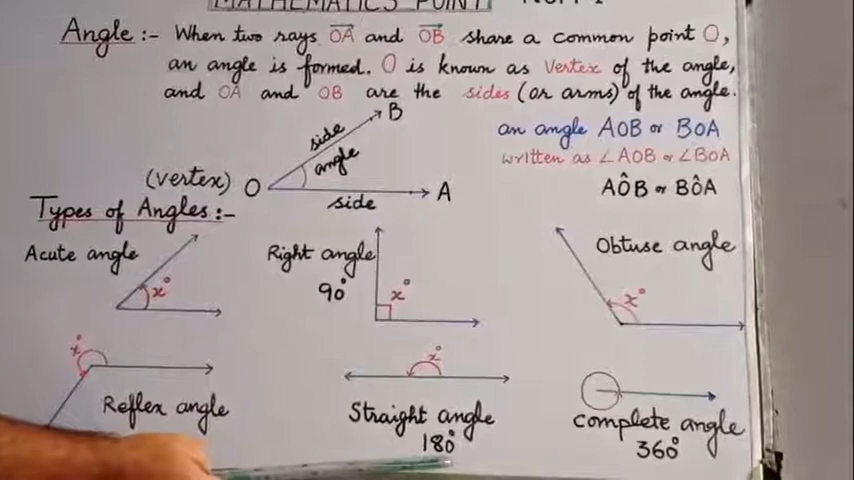 MATHEMATICS POINT
Angle :- When two rays OA and OB share a common point O,
an angle is formed. O is known as Vertex of the angle,
and OA and OB are the sides (or arms) of the angle.
an angle AOB or BOA
written as ∠AOB or ∠BOA
AÔB or BÔA
B
side
angle
(vertex) O
A
side
Types of Angles :-
Acute angle
x°
Right angle
90°
x°
Obtuse angle
x°
x°
Reflex angle
x°
Straight angle
180°
complete angle
360°